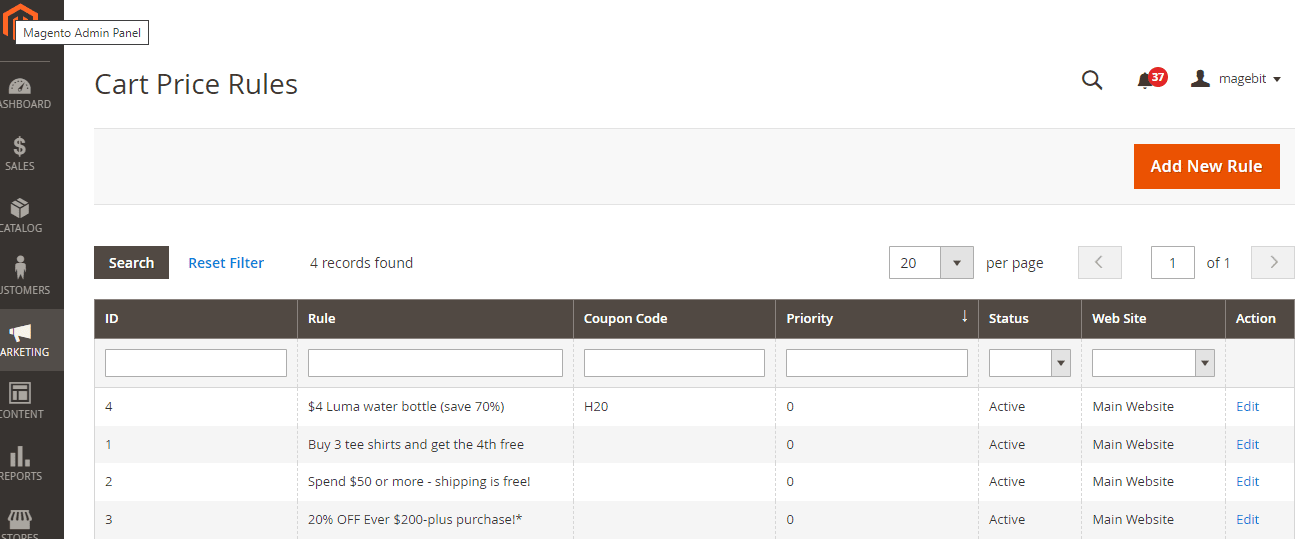 Magento Admin Panel
Cart Price Rules
37
magebit
ASHBOARD
SALES
CATALOG
USTOMERS
ARKETING
CONTENT
REPORTS
STORES
Add New Rule
Search Reset Filter 4 records found 20 per page 1 of 1
ID Rule Coupon Code Priority ↓ Status Web Site Action
4 $4 Luma water bottle (save 70%) H20 0 Active Main Website Edit
1 Buy 3 tee shirts and get the 4th free 0 Active Main Website Edit
2 Spend $50 or more - shipping is free! 0 Active Main Website Edit
3 20% OFF Ever $200-plus purchase!* 0 Active Main Website Edit